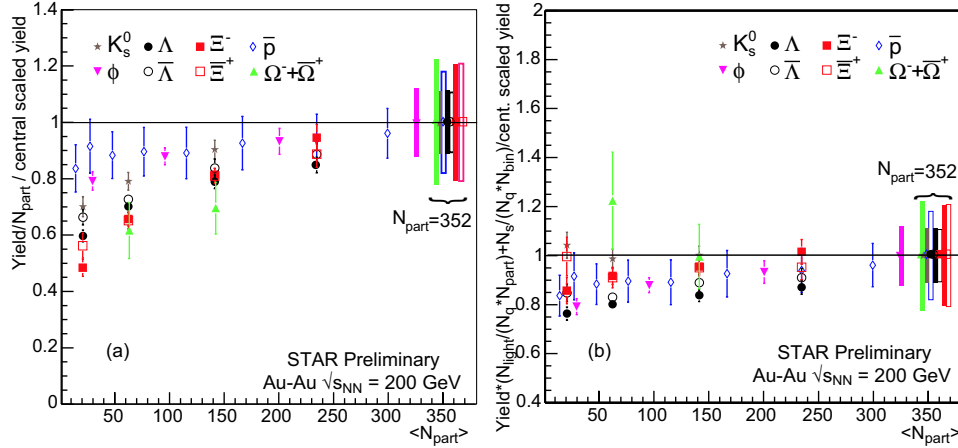 Yield/N_part / central scaled yield
1.4
1.2
1
0.8
0.6
0.4
0.2
0
K⁰_s Λ Ξ⁻ p̅
ϕ Λ̅ Ξ̅⁺ Ω⁻+Ω̅⁺
N_part=352
(a)
STAR Preliminary
Au-Au √s_NN = 200 GeV
0 50 100 150 200 250 300 350
<N_part>
Yield*(N_light/(N_q*N_part)+N_s/(N_q*N_bin)/cent. scaled yield
2
1.8
1.6
1.4
1.2
1
0.8
0.6
0.4
K⁰_s Λ Ξ⁻ p̅
ϕ Λ̅ Ξ̅⁺ Ω⁻+Ω̅⁺
N_part=352
(b)
STAR Preliminary
Au-Au √s_NN = 200 GeV
0 50 100 150 200 250 300 350
<N_part>